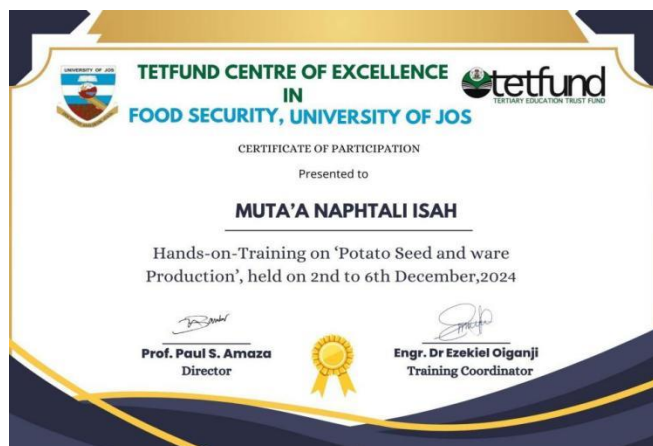 UNIVERSITY OF JOS
TETFUND CENTRE OF EXCELLENCE
IN
FOOD SECURITY, UNIVERSITY OF JOS
tetfund
TERTIARY EDUCATION TRUST FUND
CERTIFICATE OF PARTICIPATION
Presented to
MUTA'A NAPHTALI ISAH
Hands-on-Training on 'Potato Seed and ware
Production', held on 2nd to 6th December,2024
Prof. Paul S. Amaza
Director
Engr. Dr Ezekiel Oiganji
Training Coordinator